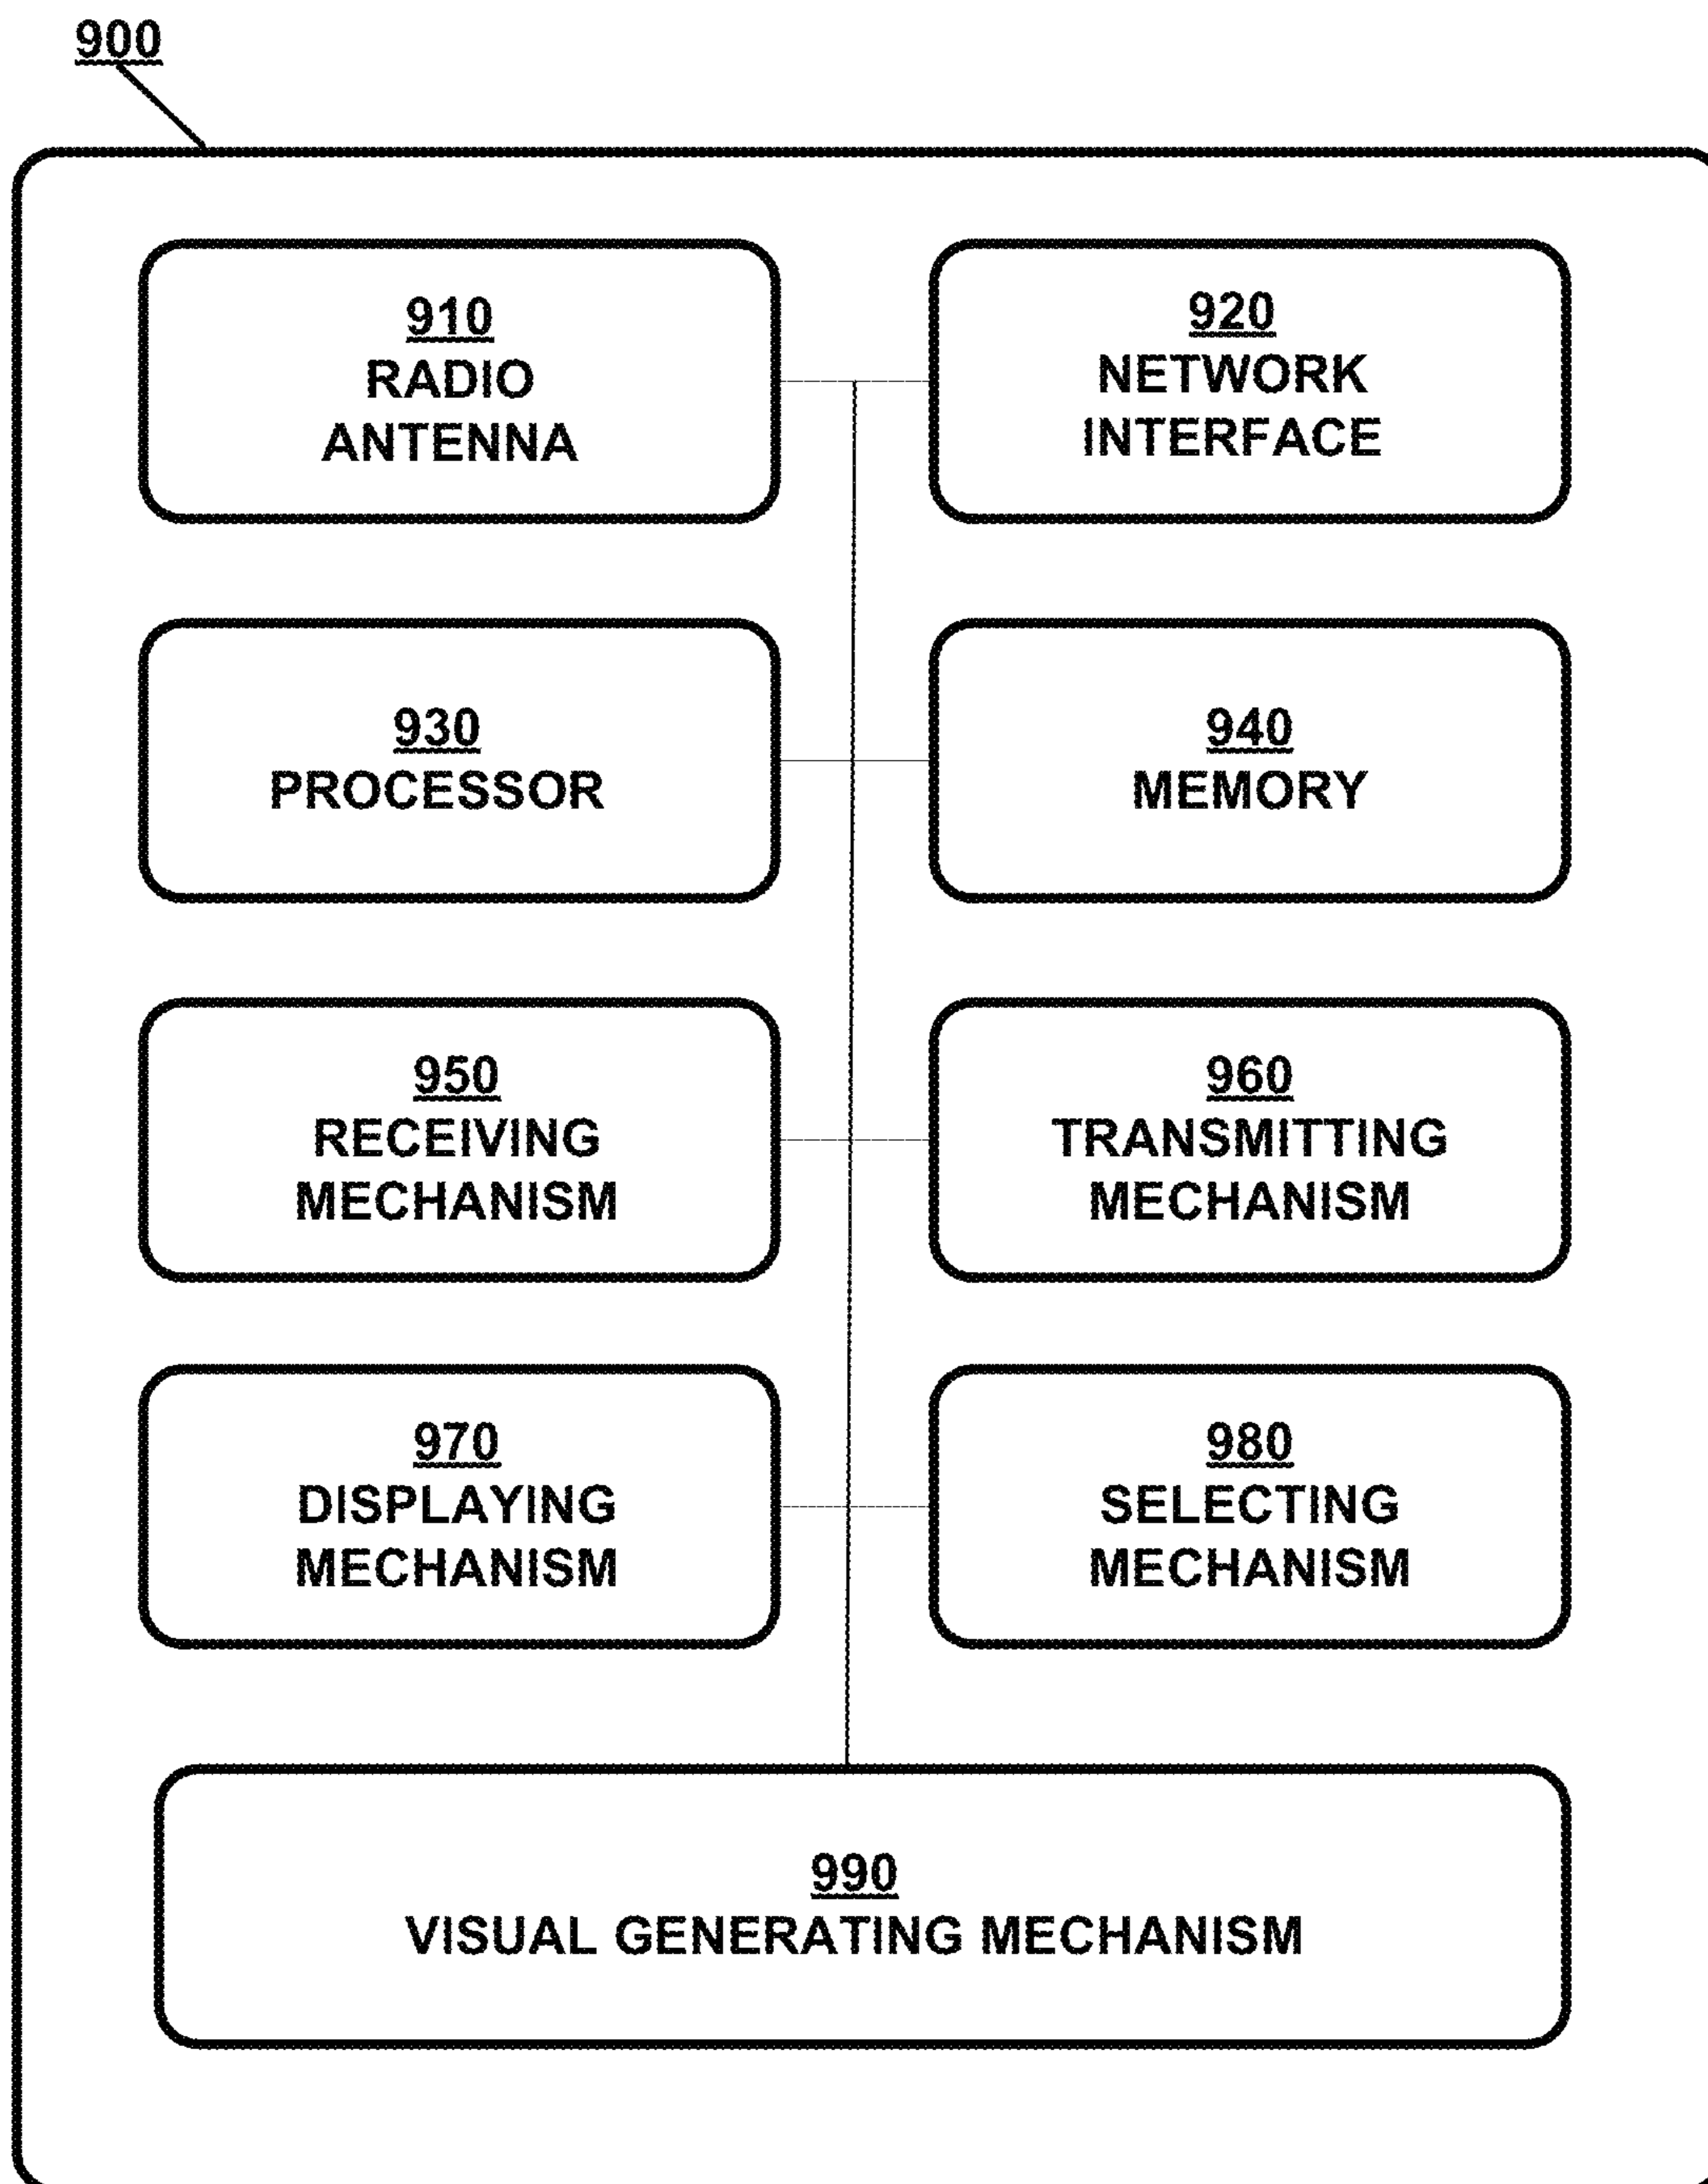 900
910
RADIO
ANTENNA
920
NETWORK
INTERFACE
930
PROCESSOR
940
MEMORY
950
RECEIVING
MECHANISM
960
TRANSMITTING
MECHANISM
970
DISPLAYING
MECHANISM
980
SELECTING
MECHANISM
990
VISUAL GENERATING MECHANISM